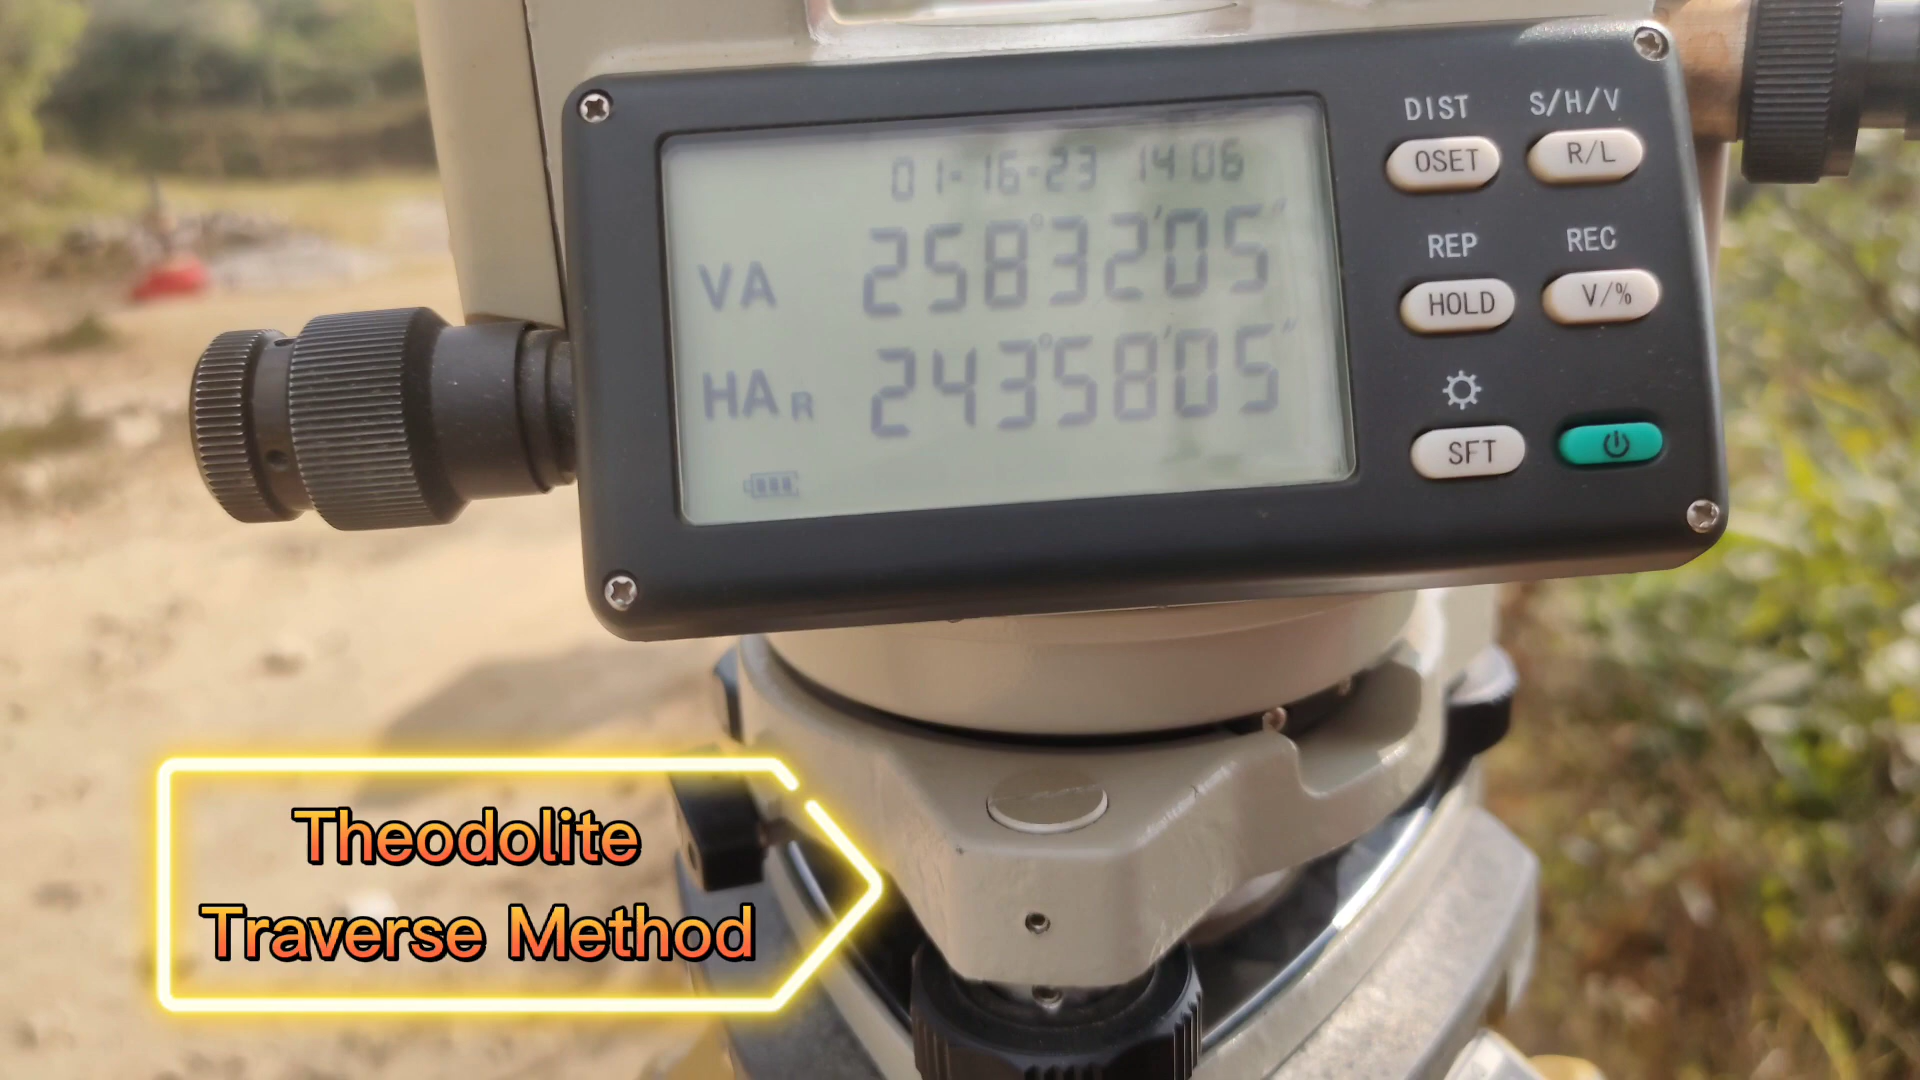 01-16-23 14 06
VA 258°32'05"
HAR 243°58'05"
DIST S/H/V
OSET R/L
REP REC
HOLD V/%
SFT
Theodolite
Traverse Method